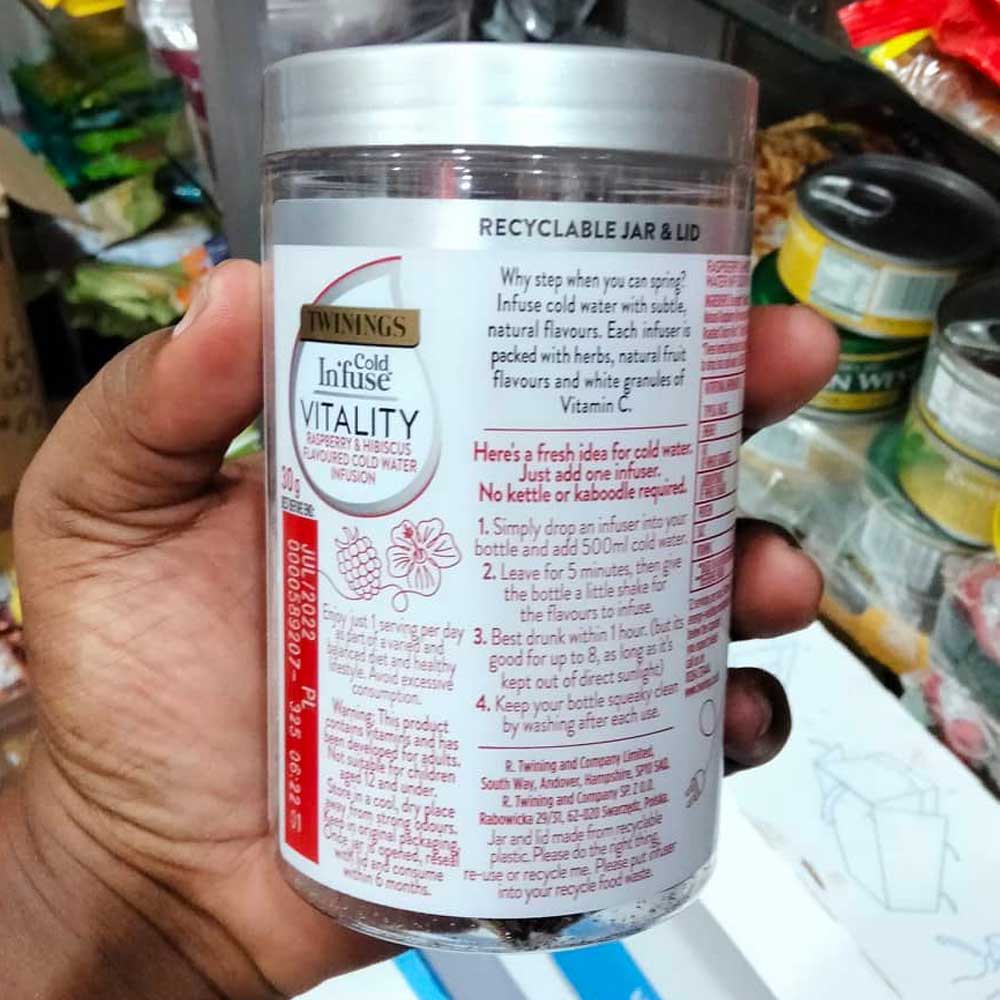 RECYCLABLE JAR & LID
TWININGS
Cold
In'fuse
VITALITY
RASPBERRY & HIBISCUS
FLAVOURED COLD WATER
INFUSION
30g
BEST BEFORE END:
JUL/2022 PL 325 06:22 01
0000589207-
Enjoy just 1 serving per day
as part of a varied and
balanced diet and healthy
lifestyle. Avoid excessive
consumption.
Warning: This product
contains vitamins and has
been developed for adults.
Not suitable for children
aged 12 and under.
Store in a cool, dry place
away from strong odours.
Keep in original packaging.
Once jar is opened, reseal
with lid and consume
within 6 months.
Why step when you can spring?
Infuse cold water with subtle,
natural flavours. Each infuser is
packed with herbs, natural fruit
flavours and white granules of
Vitamin C.
Here's a fresh idea for cold water.
Just add one infuser.
No kettle or kaboodle required.
1. Simply drop an infuser into your
bottle and add 500ml cold water.
2. Leave for 5 minutes, then give
the bottle a little shake for
the flavours to infuse.
3. Best drunk within 1 hour. (but its
good for up to 8, as long as it's
kept out of direct sunlight)
4. Keep your bottle squeaky clean
by washing after each use.
R. Twining and Company Limited,
South Way, Andover, Hampshire, SP10 5AQ.
R. Twining and Company SP. Z O.O.
Rabowicka 29/31, 62-020 Swarzędz, Polska.
Jar and lid made from recyclable
plastic. Please do the right thing,
re-use or recycle me. Please put infuser
into your recycle food waste.